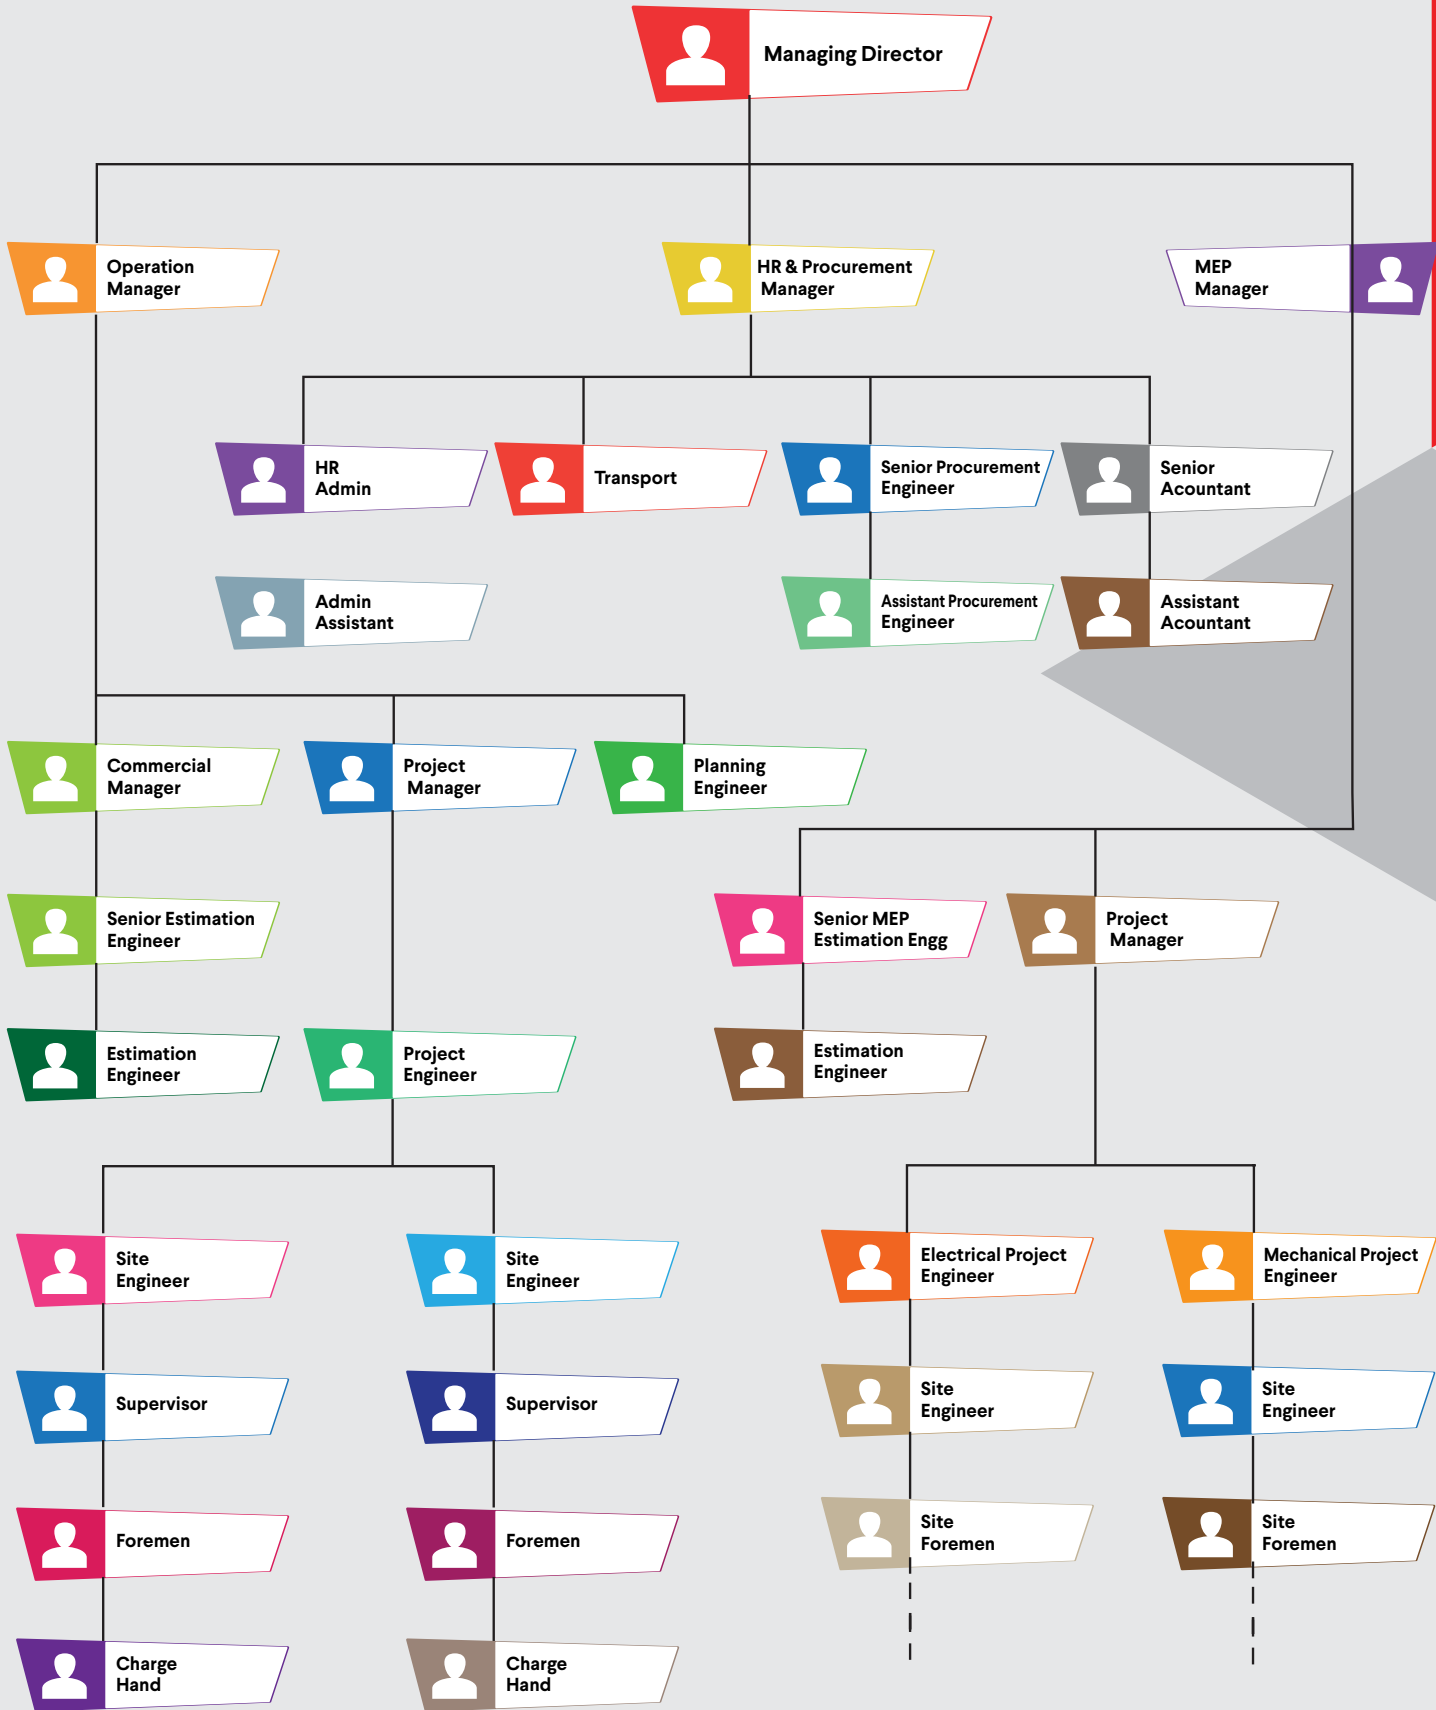 Managing Director
Operation
Manager
HR & Procurement
Manager
MEP
Manager
HR
Admin
Transport
Senior Procurement
Engineer
Senior
Acountant
Admin
Assistant
Assistant Procurement
Engineer
Assistant
Acountant
Commercial
Manager
Project
Manager
Planning
Engineer
Senior Estimation
Engineer
Senior MEP
Estimation Engg
Project
Manager
Estimation
Engineer
Project
Engineer
Estimation
Engineer
Site
Engineer
Site
Engineer
Electrical Project
Engineer
Mechanical Project
Engineer
Supervisor
Supervisor
Site
Engineer
Site
Engineer
Foremen
Foremen
Site
Foremen
Site
Foremen
Charge
Hand
Charge
Hand